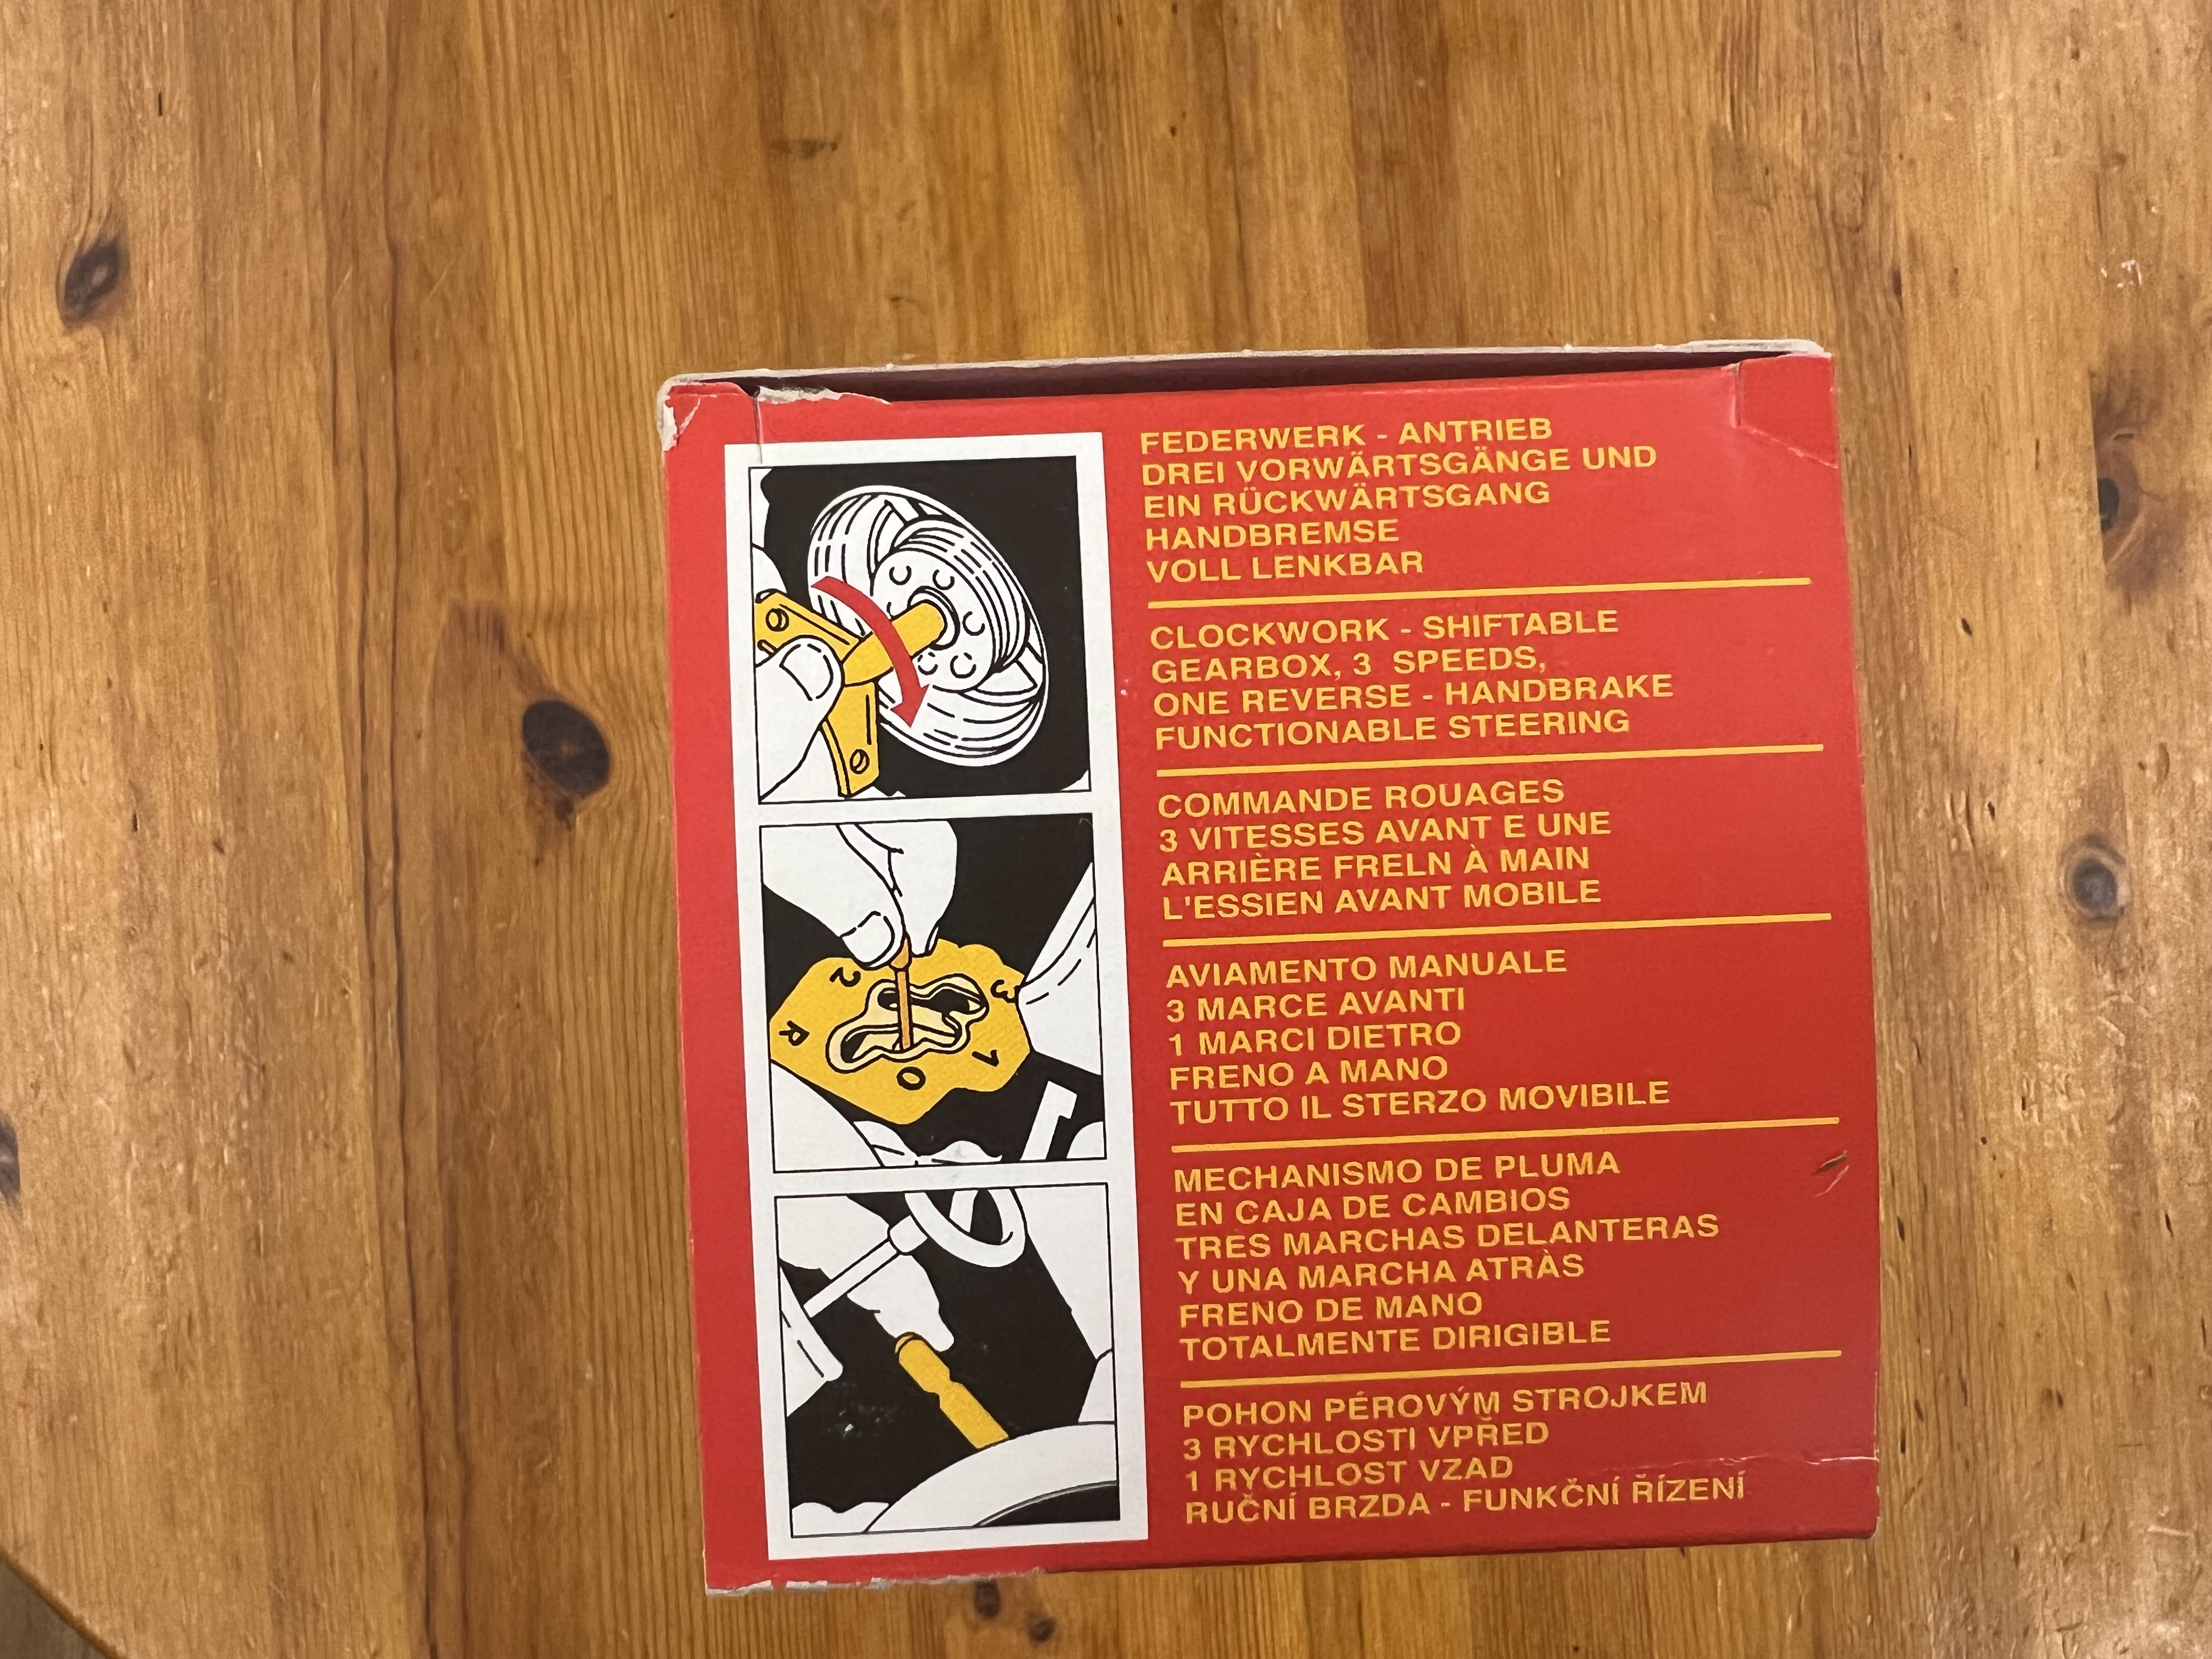 FEDERWERK - ANTRIEB
DREI VORWÄRTSGÄNGE UND
EIN RÜCKWÄRTSGANG
HANDBREMSE
VOLL LENKBAR
CLOCKWORK - SHIFTABLE
GEARBOX, 3 SPEEDS,
ONE REVERSE - HANDBRAKE
FUNCTIONABLE STEERING
COMMANDE ROUAGES
3 VITESSES AVANT E UNE
ARRIÈRE FRELN À MAIN
L'ESSIEN AVANT MOBILE
AVIAMENTO MANUALE
3 MARCE AVANTI
1 MARCI DIETRO
FRENO A MANO
TUTTO IL STERZO MOVIBILE
MECHANISMO DE PLUMA
EN CAJA DE CAMBIOS
TRES MARCHAS DELANTERAS
Y UNA MARCHA ATRÀS
FRENO DE MANO
TOTALMENTE DIRIGIBLE
POHON PÉROVÝM STROJKEM
3 RYCHLOSTI VPŘED
1 RYCHLOST VZAD
RUČNÍ BRZDA - FUNKČNÍ ŘÍZENÍ
2 3
R 1
0